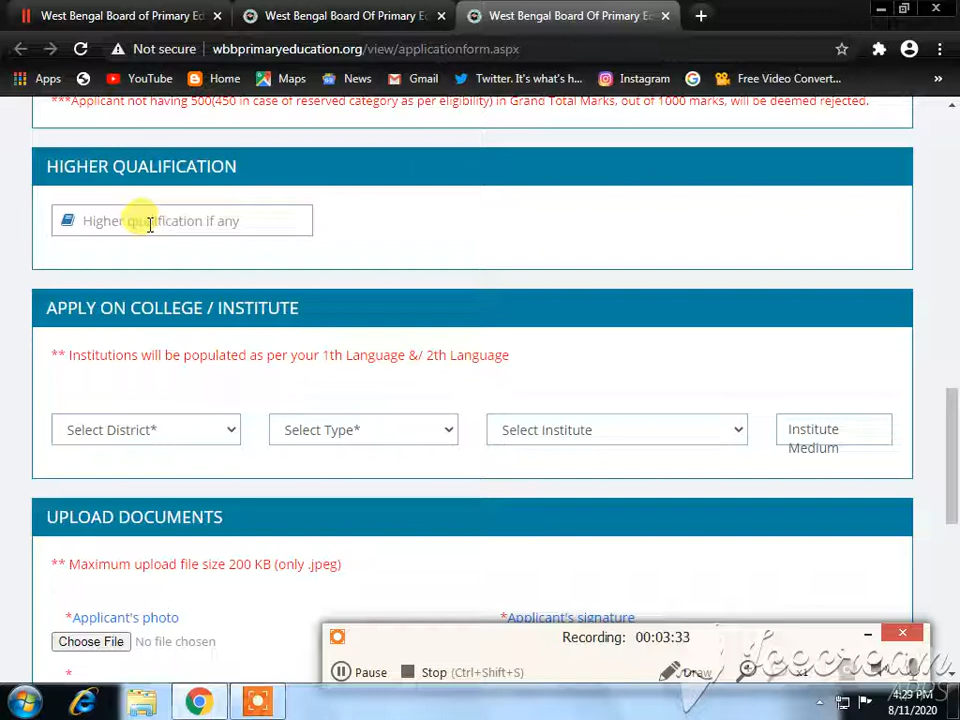 West Bengal Board of Primary Ed
West Bengal Board Of Primary E
West Bengal Board Of Primary E
Not secure
wbbprimaryeducation.org/view/applicationform.aspx
Apps
YouTube
Home
Maps
News
Gmail
Twitter. It's what's h...
Instagram
Free Video Convert...
»
***Applicant not having 500(450 in case of reserved category as per eligibility) in Grand Total Marks, out of 1000 marks, will be deemed rejected.
HIGHER QUALIFICATION
Higher qualification if any
APPLY ON COLLEGE / INSTITUTE
** Institutions will be populated as per your 1th Language &/ 2th Language
Select District*
Select Type*
Select Institute
Institute
Medium
UPLOAD DOCUMENTS
** Maximum upload file size 200 KB (only .jpeg)
*Applicant's photo
*Applicant's signature
Choose File No file chosen
*
Recording: 00:03:33
Pause
Stop (Ctrl+Shift+S)
Draw
x1
Icecream
APPS
4:29 PM
8/11/2020